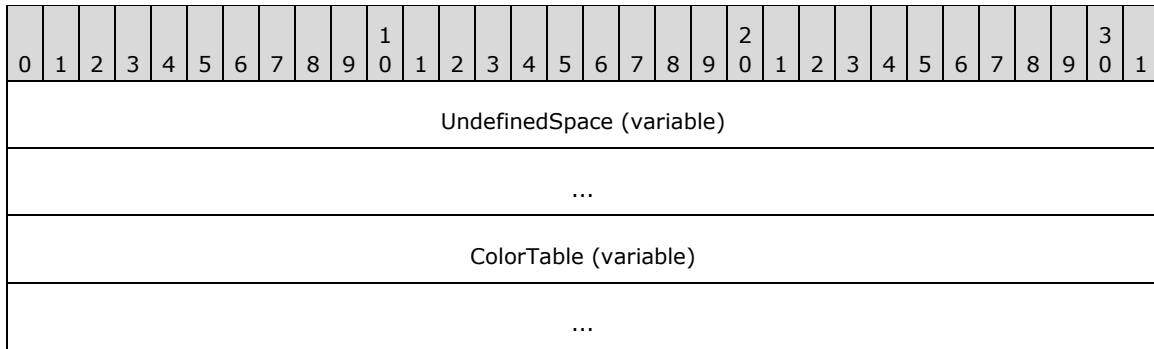 1 2 3
0 1 2 3 4 5 6 7 8 9 0 1 2 3 4 5 6 7 8 9 0 1 2 3 4 5 6 7 8 9 0 1
UndefinedSpace (variable)
...
ColorTable (variable)
...